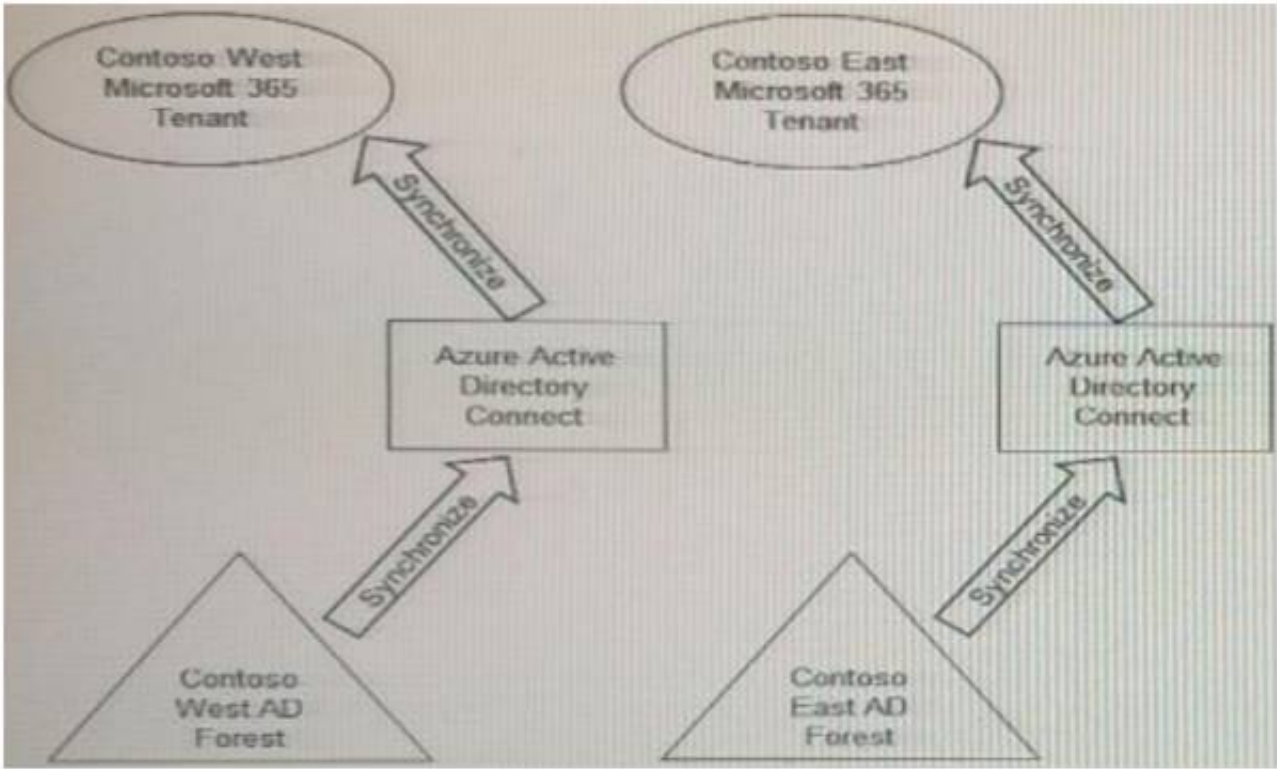 Contoso West
Microsoft 365
Tenant
Contoso East
Microsoft 365
Tenant
Synchronize
Synchronize
Azure Active
Directory
Connect
Azure Active
Directory
Connect
Synchronize
Synchronize
Contoso
West AD
Forest
Contoso
East AD
Forest